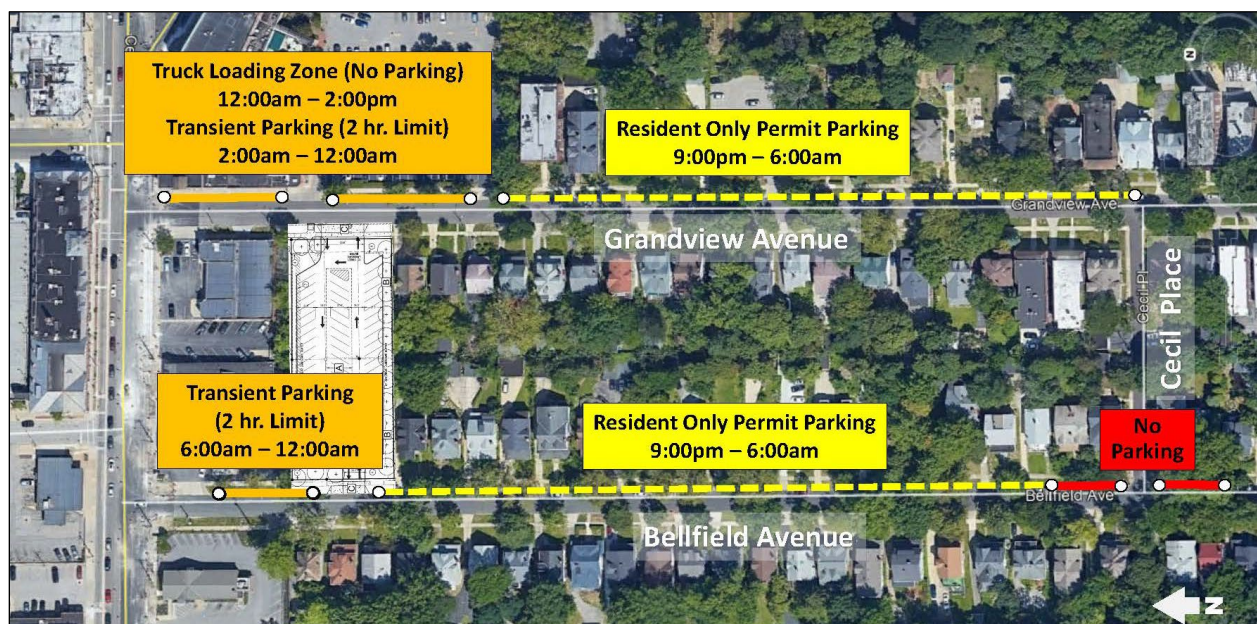 Truck Loading Zone (No Parking)
12:00am – 2:00pm
Transient Parking (2 hr. Limit)
2:00am – 12:00am
Resident Only Permit Parking
9:00pm – 6:00am
N
Grandview Ave
Grandview Avenue
Cecil Pl
Cecil Place
Transient Parking
(2 hr. Limit)
6:00am – 12:00am
Resident Only Permit Parking
9:00pm – 6:00am
No
Parking
Bellfield Ave
Bellfield Avenue
N